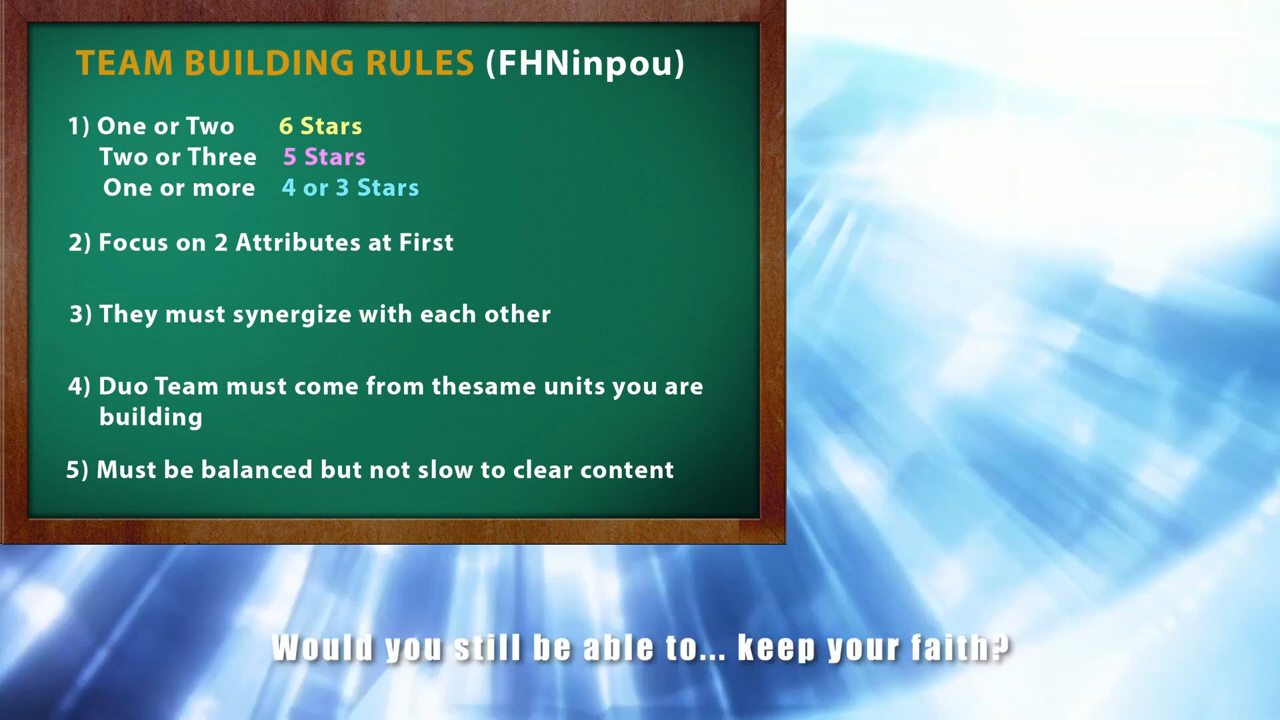 TEAM BUILDING RULES (FHNinpou)
1) One or Two 6 Stars
Two or Three 5 Stars
One or more 4 or 3 Stars
2) Focus on 2 Attributes at First
3) They must synergize with each other
4) Duo Team must come from thesame units you are
building
5) Must be balanced but not slow to clear content
Would you still be able to... keep your faith?